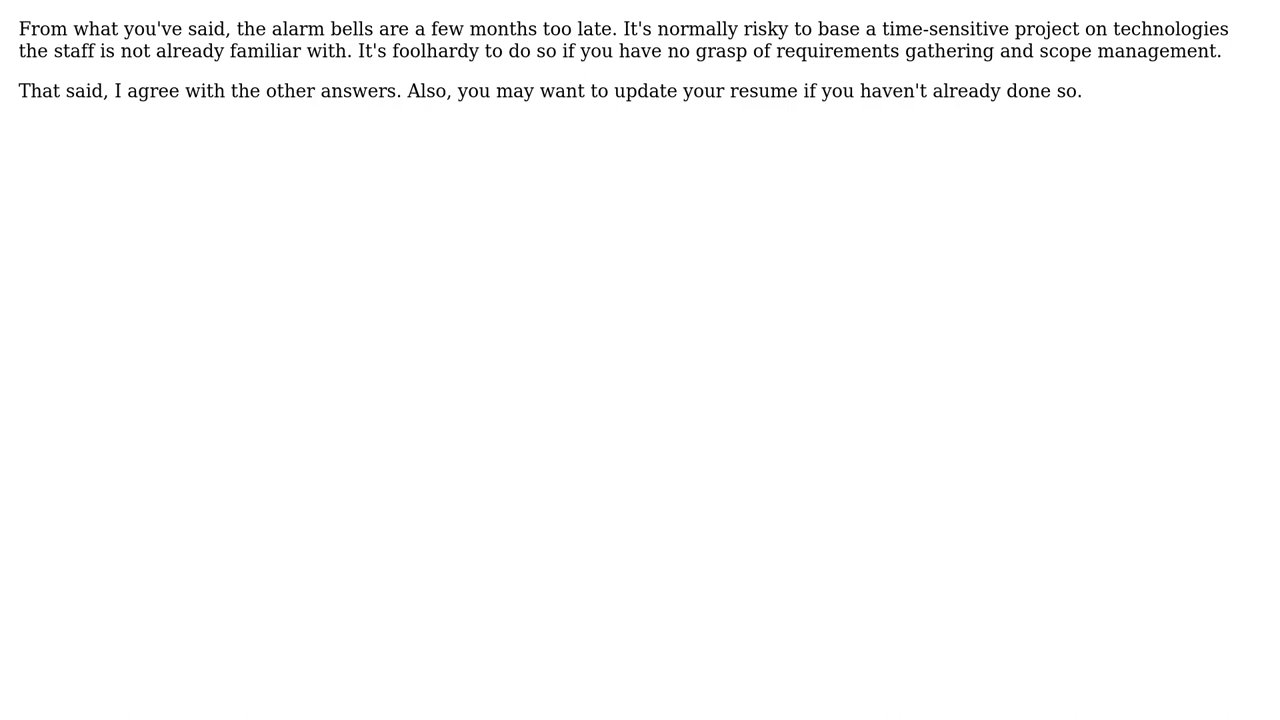 From what you've said, the alarm bells are a few months too late. It's normally risky to base a time-sensitive project on technologies
the staff is not already familiar with. It's foolhardy to do so if you have no grasp of requirements gathering and scope management.
That said, I agree with the other answers. Also, you may want to update your resume if you haven't already done so.